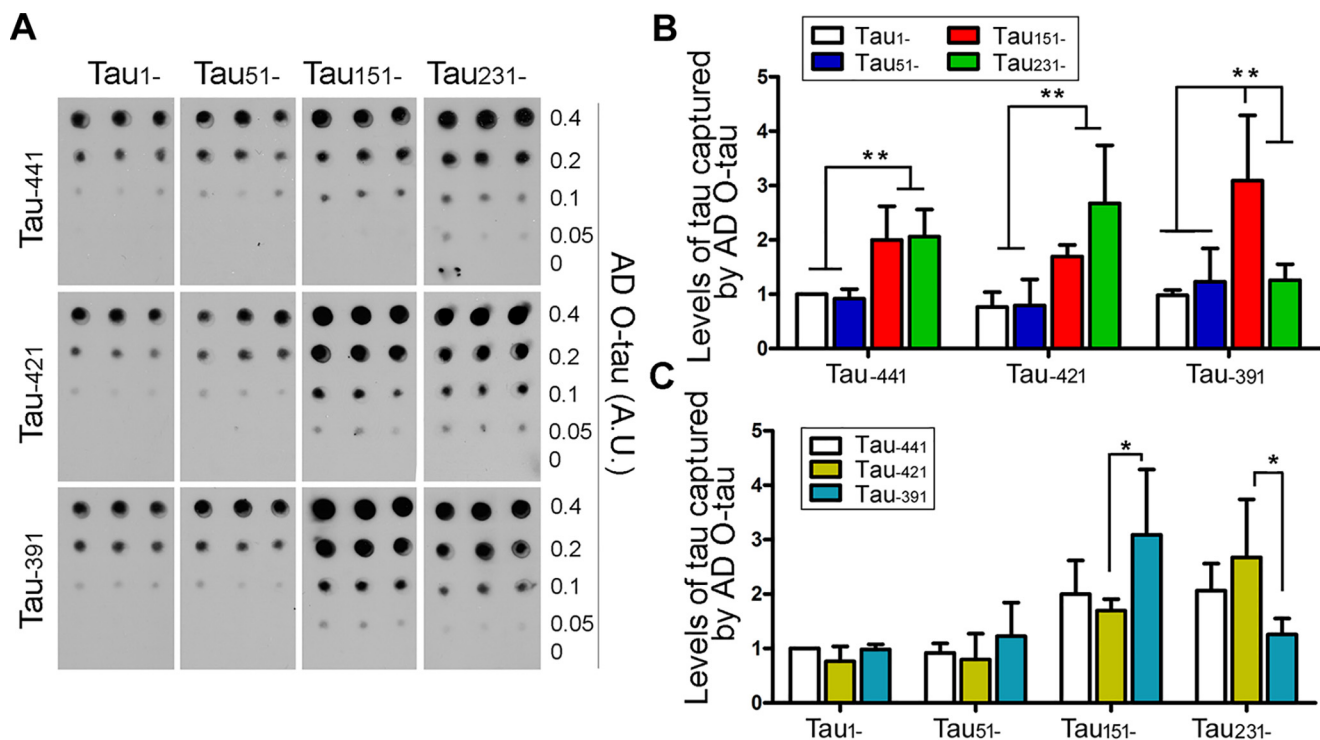 A
Tau1- Tau51- Tau151- Tau231-
Tau-441
0.4
0.2
0.1
0.05
0
Tau-421
0.4
0.2
0.1
0.05
0
Tau-391
0.4
0.2
0.1
0.05
0
AD O-tau (A.U.)
B
Tau1- Tau151-
Tau51- Tau231-
Levels of tau captured
by AD O-tau
5
4
3
2
1
0
**
**
**
Tau-441 Tau-421 Tau-391
C
Tau-441
Tau-421
Tau-391
Levels of tau captured
by AD O-tau
5
4
3
2
1
0
*
*
Tau1- Tau51- Tau151- Tau231-